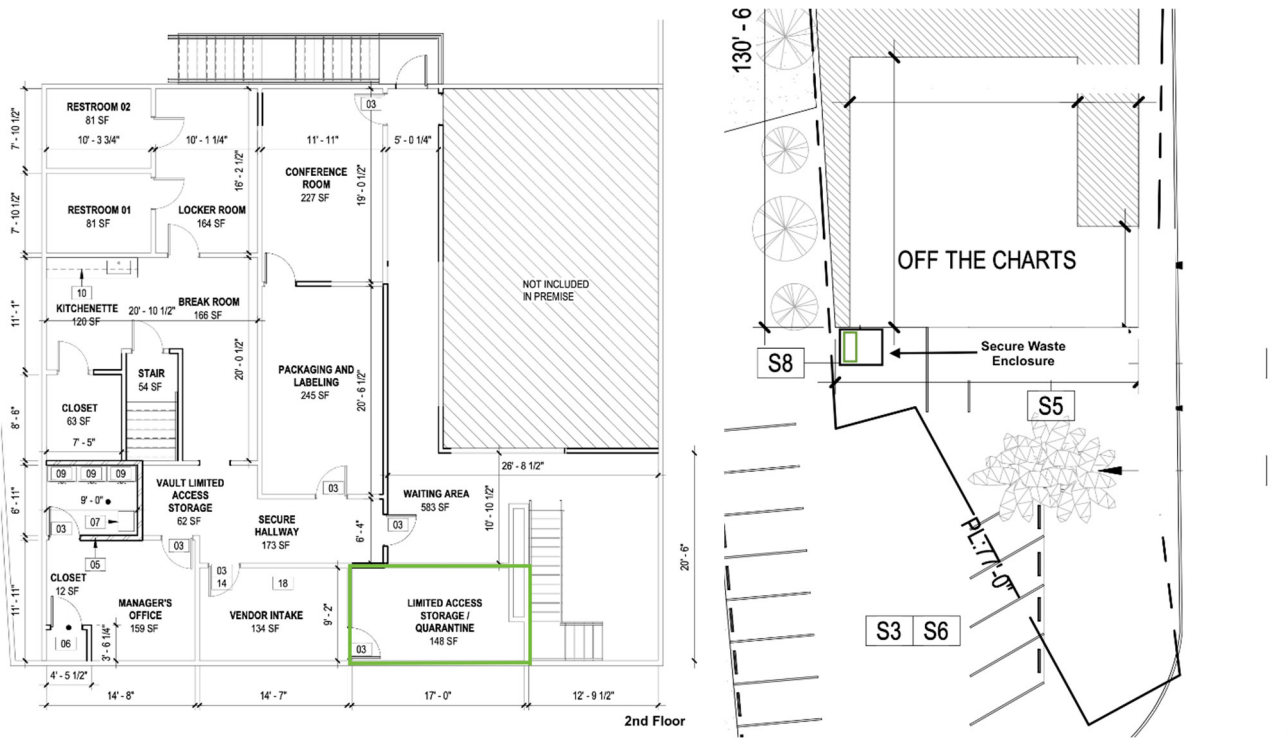 RESTROOM 02
81 SF
10' - 3 3/4"
10' - 1 1/4"
11' - 11"
5' - 0 1/4"
03
7' - 10 1/2"
16' - 2 1/2"
CONFERENCE
ROOM
227 SF
19' - 0 1/2"
RESTROOM 01
81 SF
LOCKER ROOM
164 SF
7' - 10 1/2"
10
KITCHENETTE
120 SF
20' - 10 1/2"
BREAK ROOM
166 SF
11' - 1"
NOT INCLUDED
IN PREMISE
STAIR
54 SF
20' - 0 1/2"
PACKAGING AND
LABELING
245 SF
20' - 6 1/2"
CLOSET
63 SF
7' - 5"
8' - 6"
09 09 09
9' - 0"
07
03
6' - 11"
VAULT LIMITED
ACCESS
STORAGE
62 SF
03
SECURE
HALLWAY
173 SF
03
6' - 4"
WAITING AREA
583 SF
03
26' - 8 1/2"
10' - 10 1/2"
20' - 6"
05
CLOSET
12 SF
06
11' - 11"
MANAGER'S
OFFICE
159 SF
3' - 6 1/4"
03
14
18
VENDOR INTAKE
134 SF
9' - 2"
LIMITED ACCESS
STORAGE /
QUARANTINE
148 SF
03
4' - 5 1/2"
14' - 8"
14' - 7"
17' - 0"
12' - 9 1/2"
2nd Floor
130' - 6
OFF THE CHARTS
S8
Secure Waste
Enclosure
S5
PL:77'-0"
S3 S6